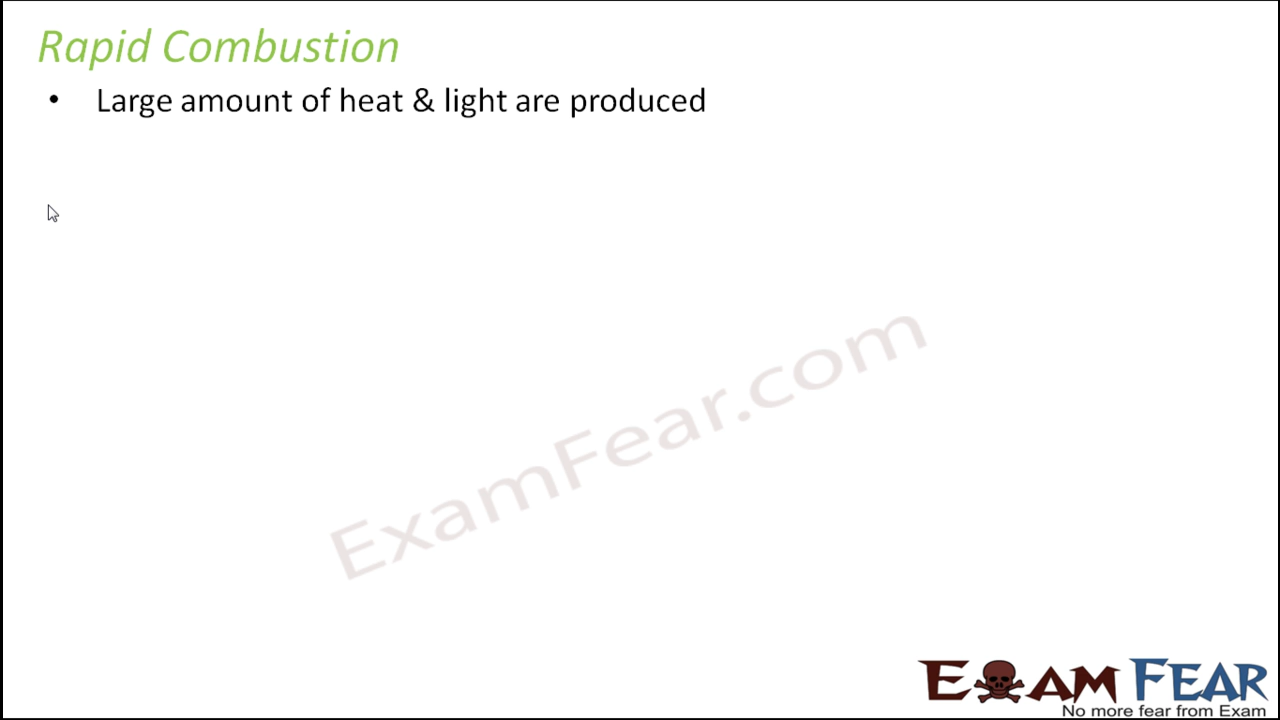 Rapid Combustion
• Large amount of heat & light are produced
ExamFear.com
EXAM FEAR
No more fear from Exam